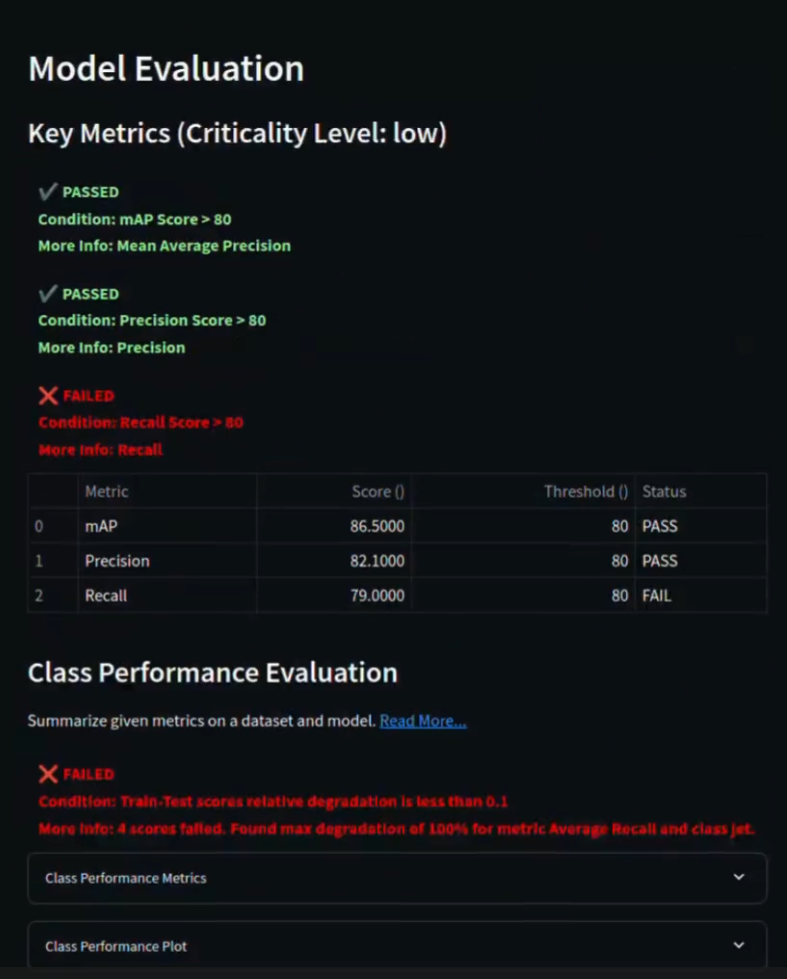 Model Evaluation
Key Metrics (Criticality Level: low)
✔ PASSED
Condition: mAP Score > 80
More Info: Mean Average Precision
✔ PASSED
Condition: Precision Score > 80
More Info: Precision
❌ FAILED
Condition: Recall Score > 80
More Info: Recall
Metric Score () Threshold () Status
0 mAP 86.5000 80 PASS
1 Precision 82.1000 80 PASS
2 Recall 79.0000 80 FAIL
Class Performance Evaluation
Summarize given metrics on a dataset and model. Read More...
❌ FAILED
Condition: Train-Test scores relative degradation is less than 0.1
More Info: 4 scores failed. Found max degradation of 100% for metric Average Recall and class jet.
Class Performance Metrics
Class Performance Plot